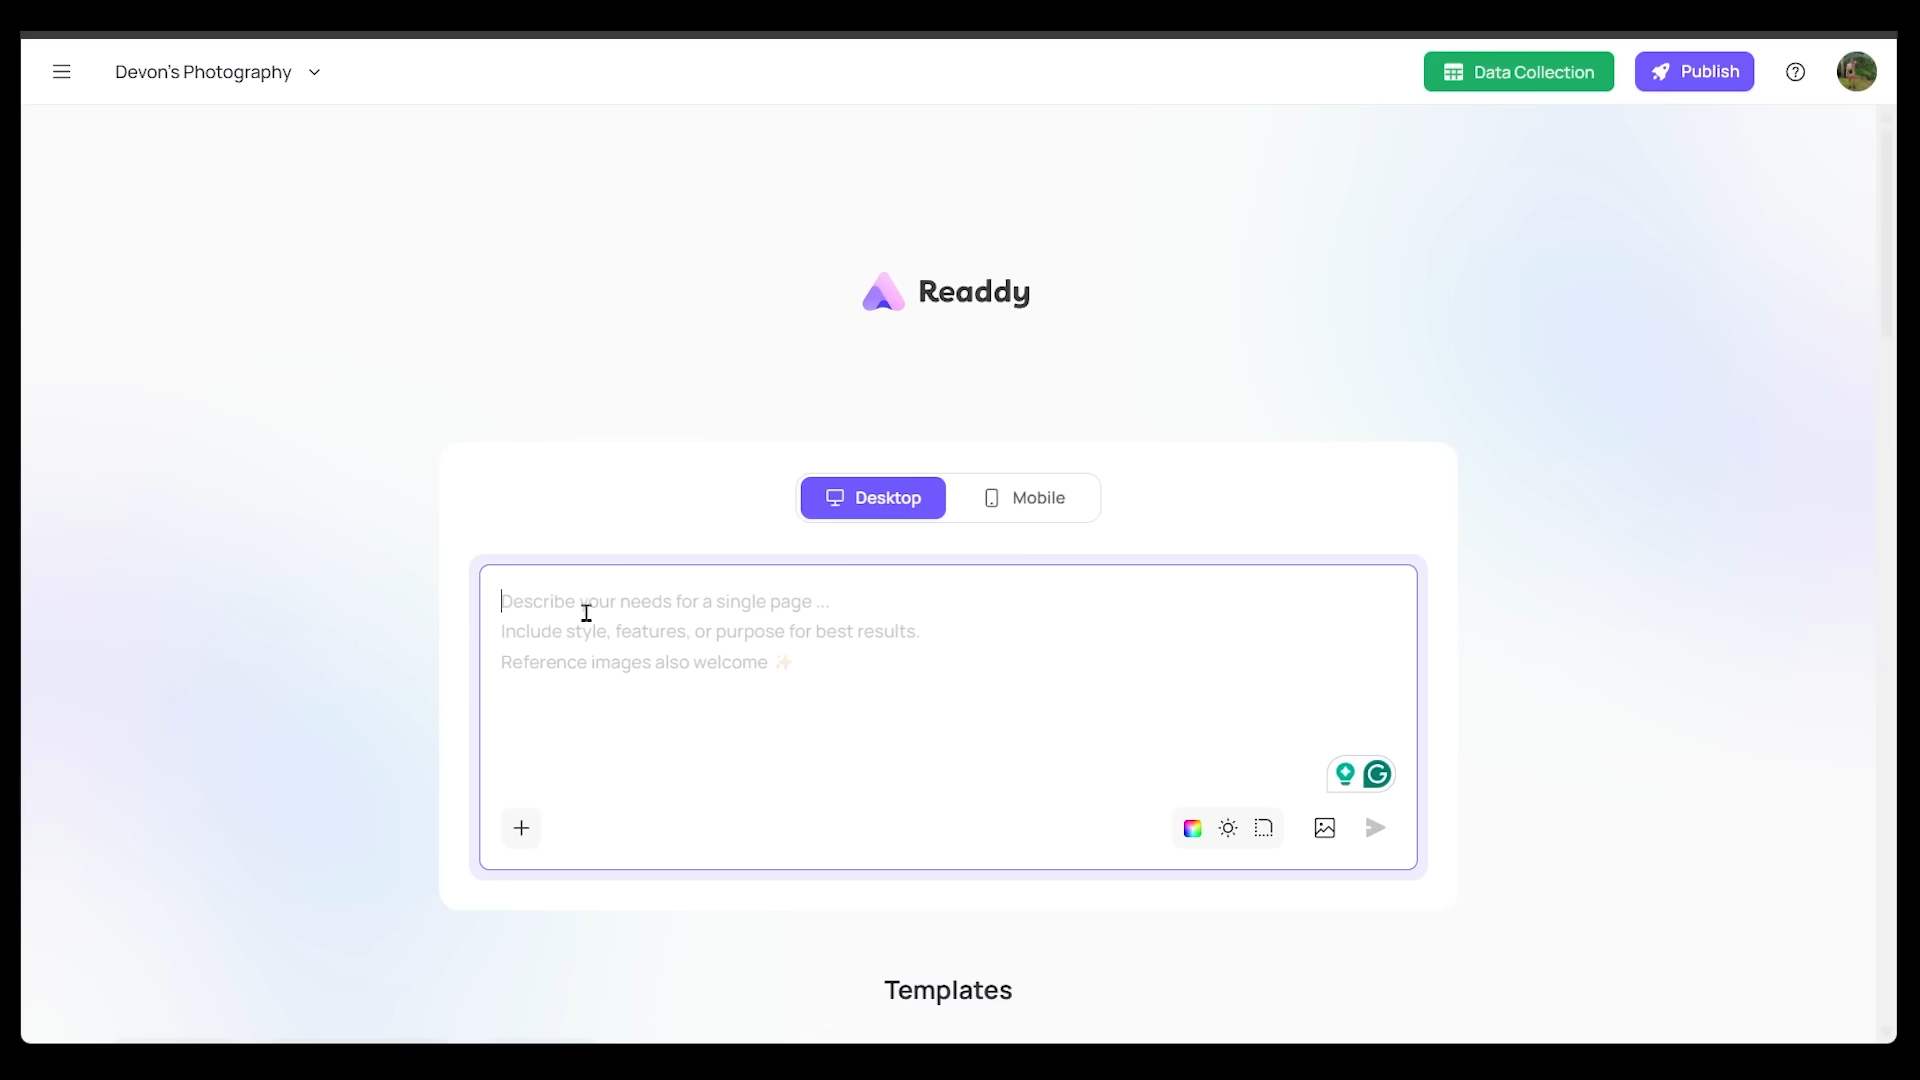 Devon's Photography
Data Collection
Publish
Readdy
Desktop
Mobile
Describe your needs for a single page ...
Include style, features, or purpose for best results.
Reference images also welcome ✨
Templates